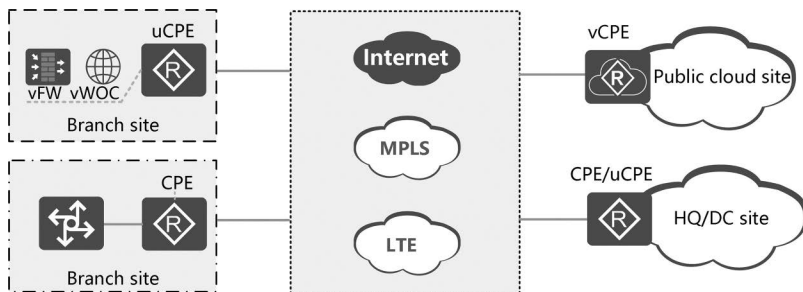 uCPE
R
vFW vWOC
Branch site
CPE
R
Branch site
Internet
MPLS
LTE
vCPE
R
Public cloud site
CPE/uCPE
R
HQ/DC site